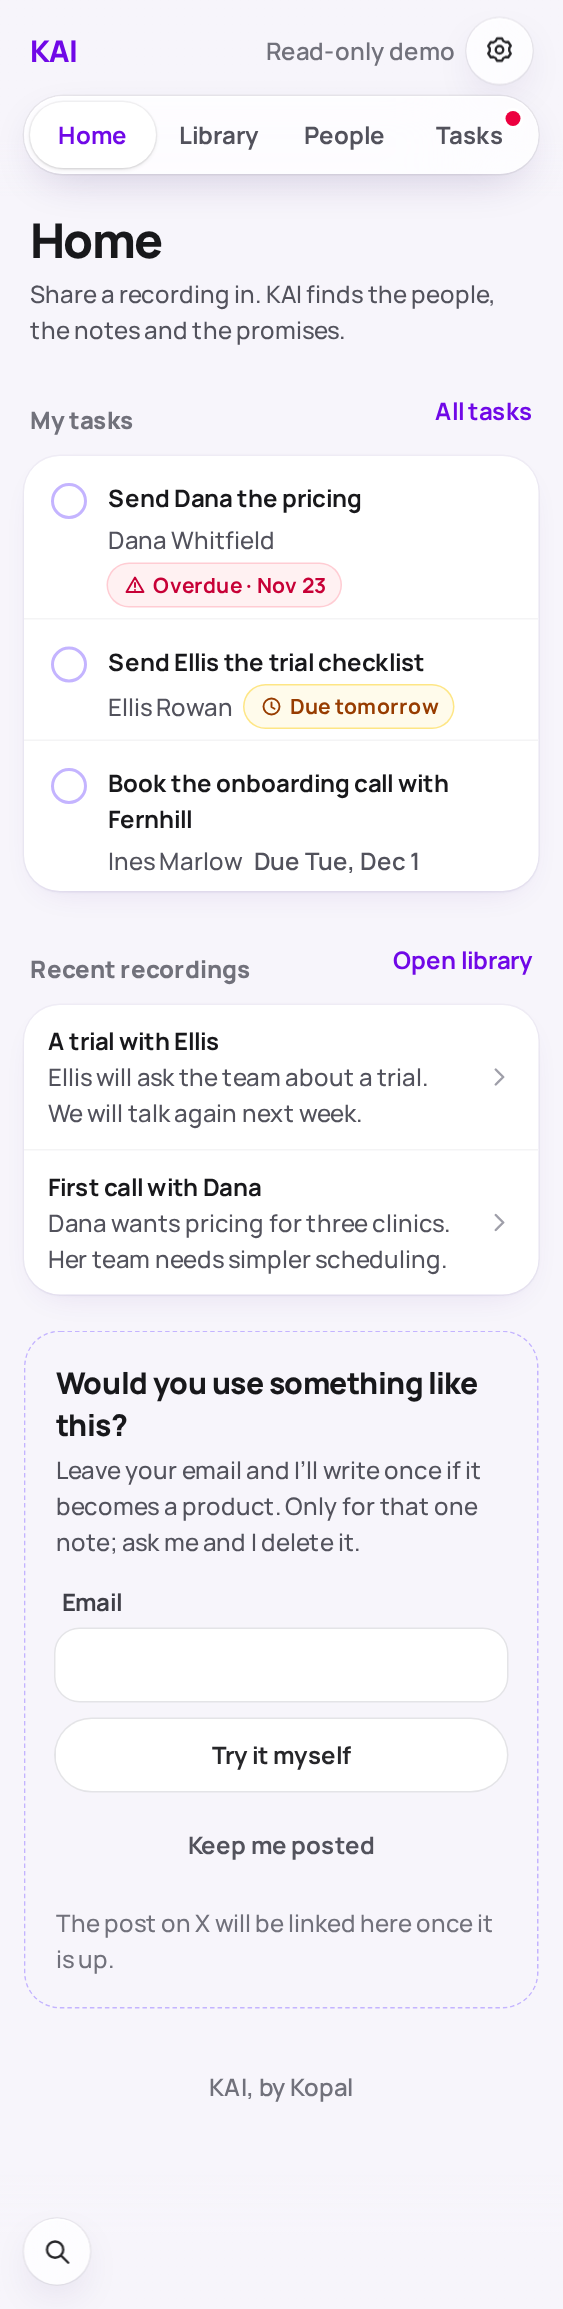 KAI
Read-only demo
Home
Library
People
Tasks
Home
Share a recording in. KAI finds the people,
the notes and the promises.
My tasks
All tasks
Send Dana the pricing
Dana Whitfield
Overdue · Nov 23
Send Ellis the trial checklist
Ellis Rowan
Due tomorrow
Book the onboarding call with
Fernhill
Ines Marlow Due Tue, Dec 1
Recent recordings
Open library
A trial with Ellis
Ellis will ask the team about a trial.
We will talk again next week.
First call with Dana
Dana wants pricing for three clinics.
Her team needs simpler scheduling.
Would you use something like
this?
Leave your email and I’ll write once if it
becomes a product. Only for that one
note; ask me and I delete it.
Email
Try it myself
Keep me posted
The post on X will be linked here once it
is up.
KAI, by Kopal